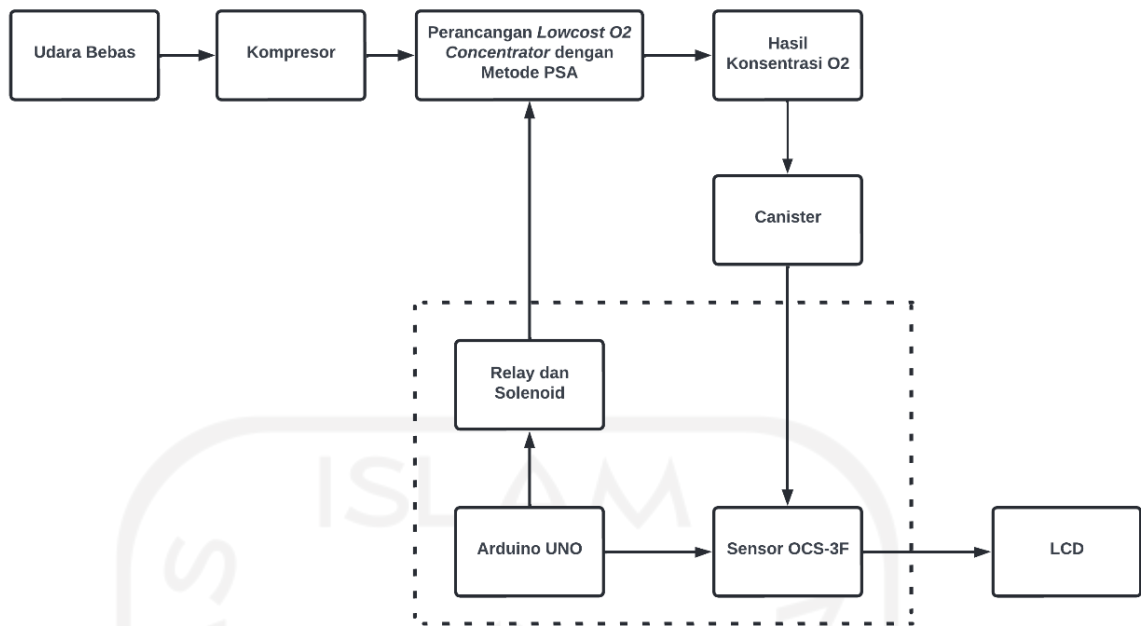 Udara Bebas
Kompresor
Perancangan Lowcost O2
Concentrator dengan
Metode PSA
Hasil
Konsentrasi O2
Canister
Relay dan
Solenoid
Arduino UNO
Sensor OCS-3F
LCD
ISLAM
S